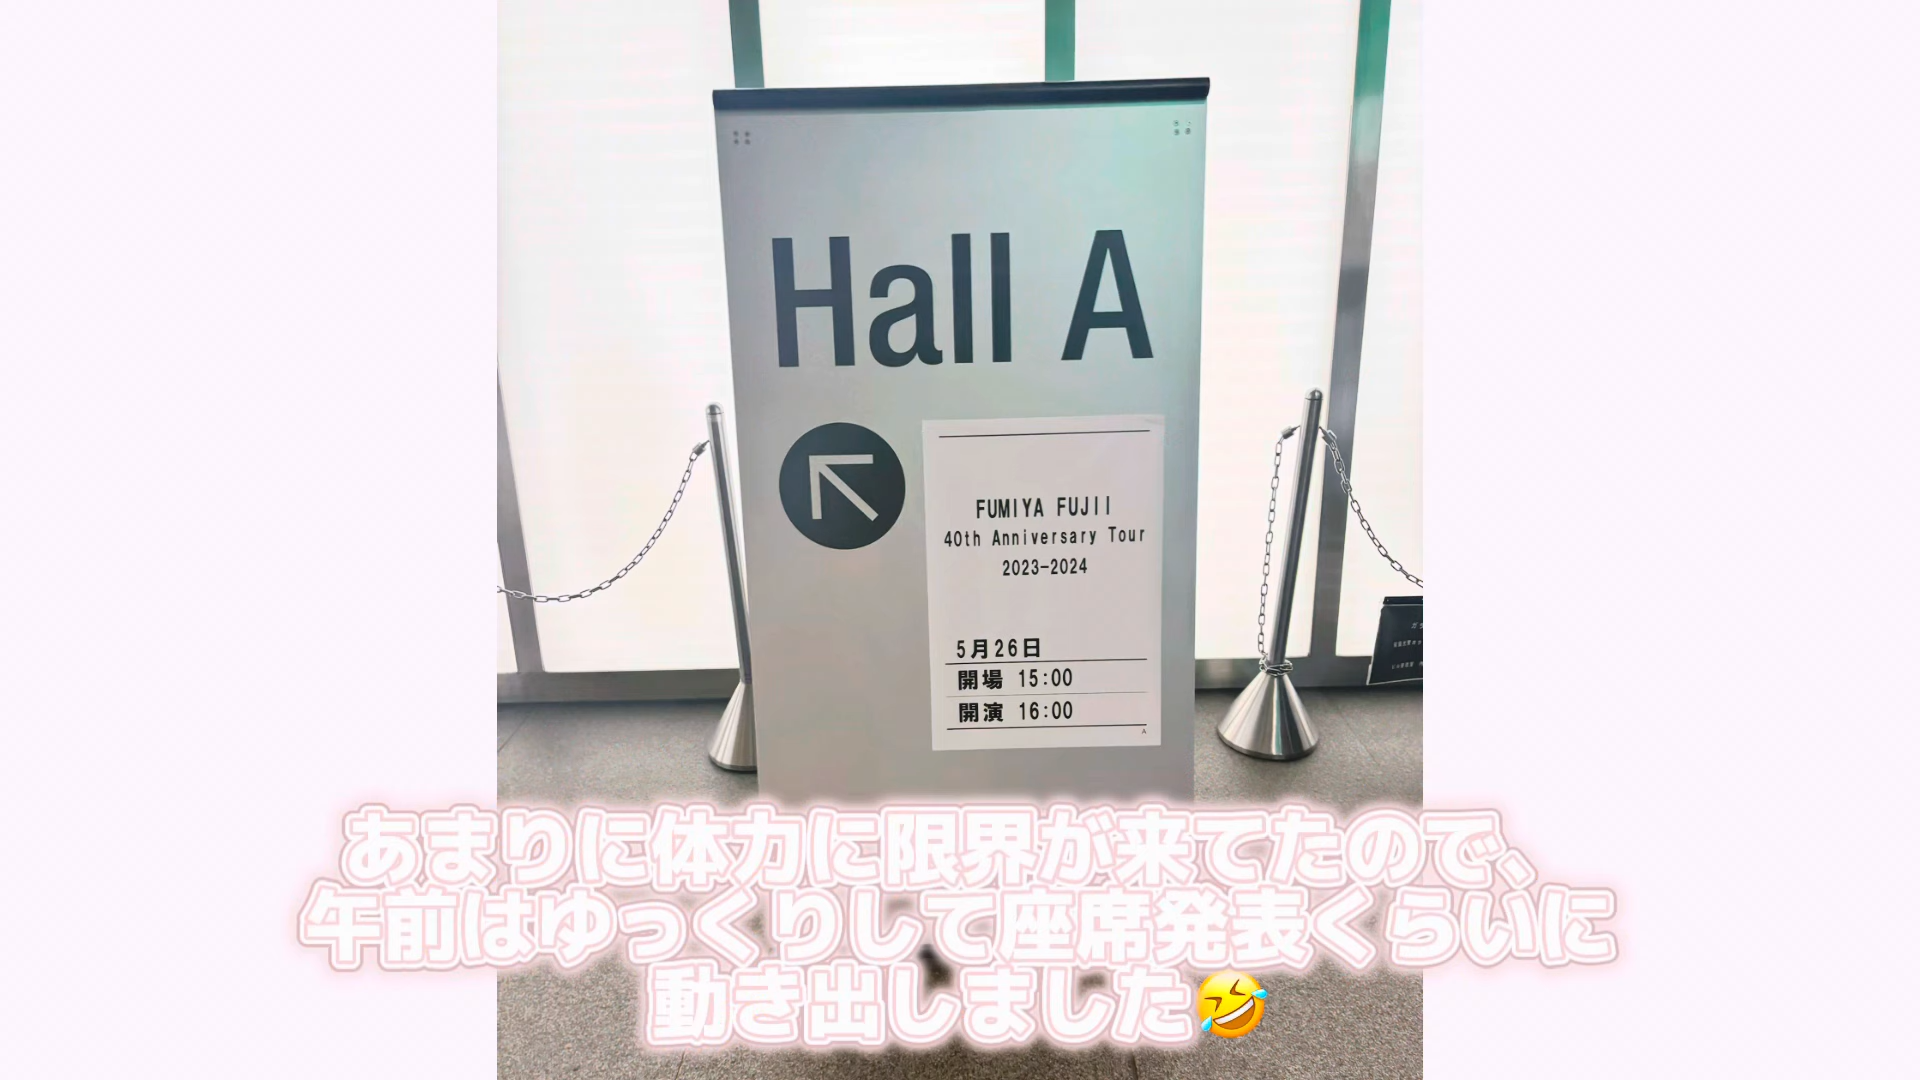 Hall A
FUMIYA FUJII
40th Anniversary Tour
2023-2024
5月26日
開場 15:00
開演 16:00
A
あまりに体力に限界が来てたので、
午前はゆっくりして座席発表くらいに
動き出しました🤣